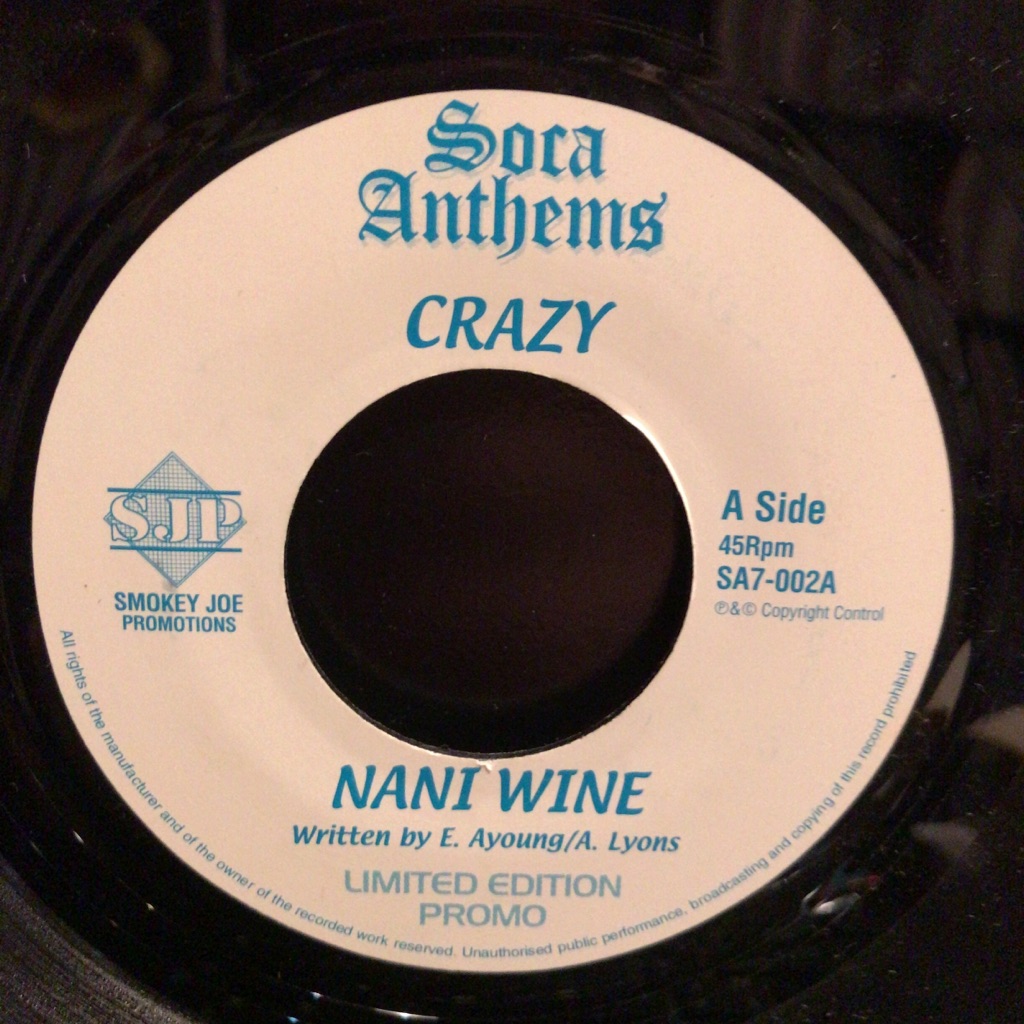 Soca
Anthems
CRAZY
SJP
SMOKEY JOE
PROMOTIONS
A Side
45Rpm
SA7-002A
℗&© Copyright Control
NANI WINE
Written by E. Ayoung/A. Lyons
LIMITED EDITION
PROMO
All rights of the manufacturer and of the owner of the recorded work reserved. Unauthorised public performance, broadcasting and copying of this record prohibited